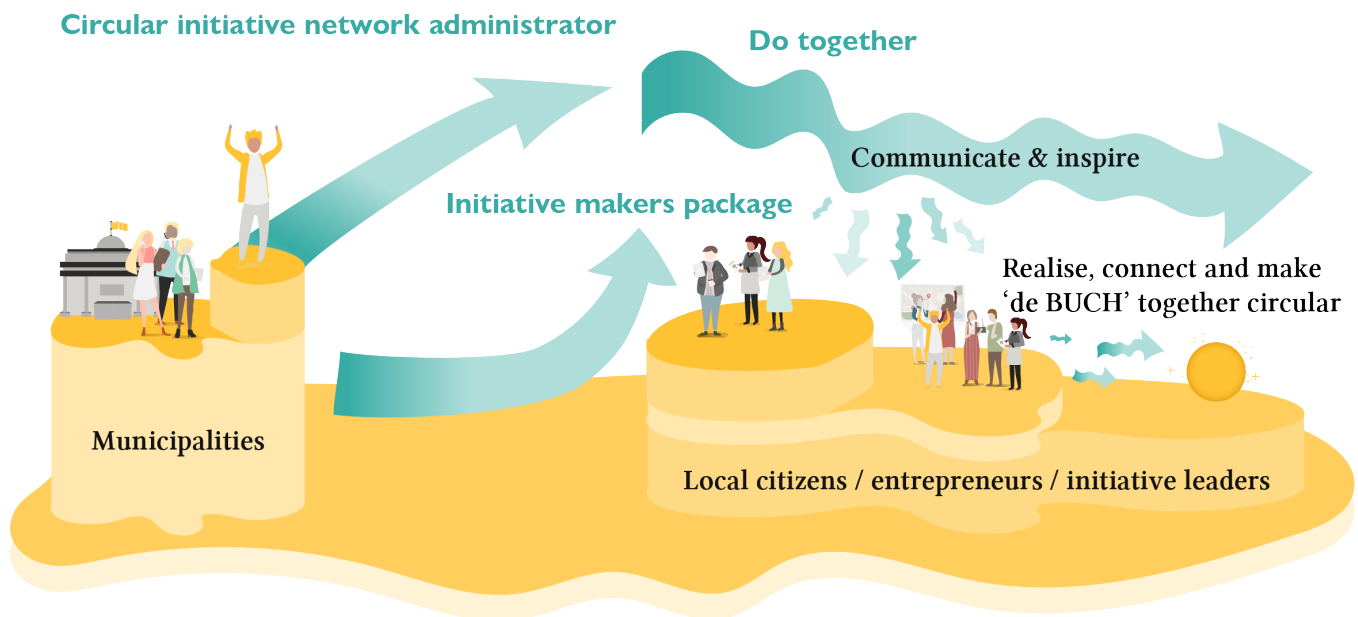 Circular initiative network administrator
Do together
Communicate & inspire
Initiative makers package
Realise, connect and make
‘de BUCH’ together circular
Municipalities
Local citizens / entrepreneurs / initiative leaders